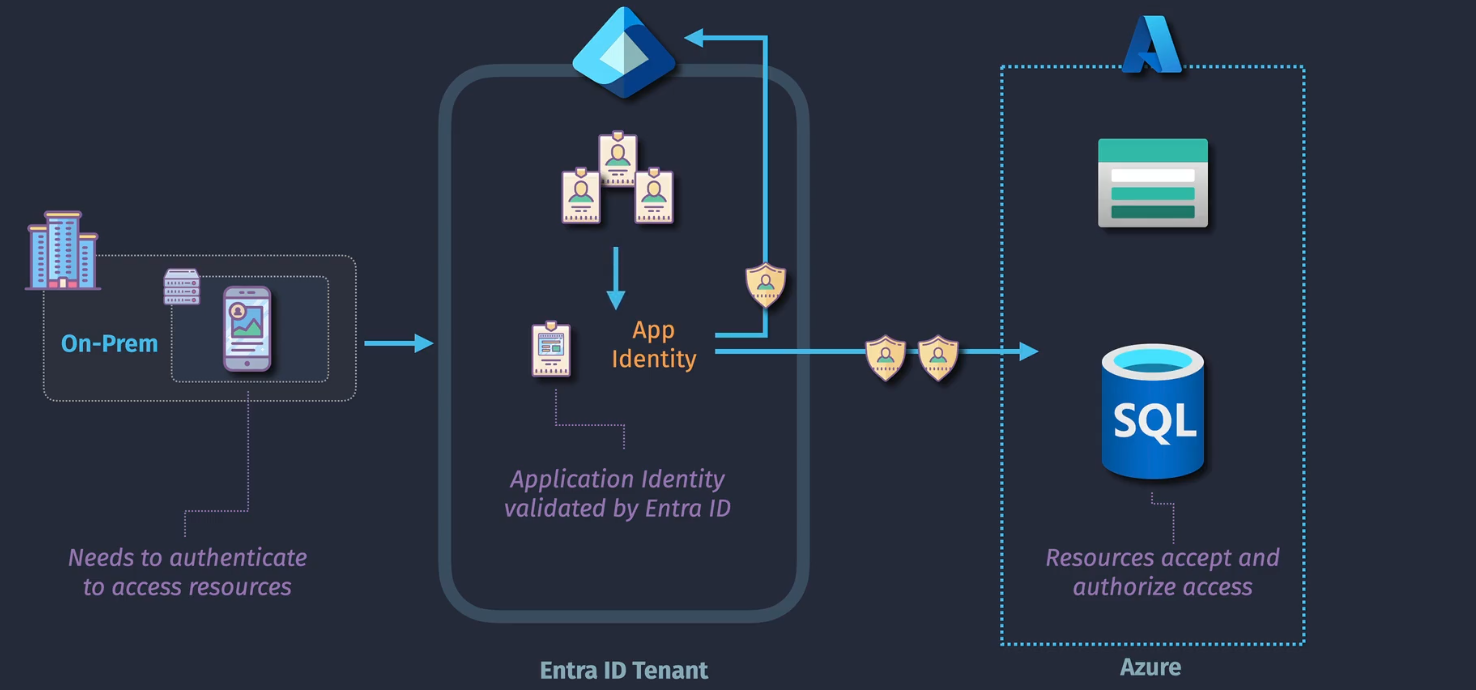 On-Prem
App
Identity
SQL
Application Identity
validated by Entra ID
Needs to authenticate
to access resources
Resources accept and
authorize access
Entra ID Tenant
Azure